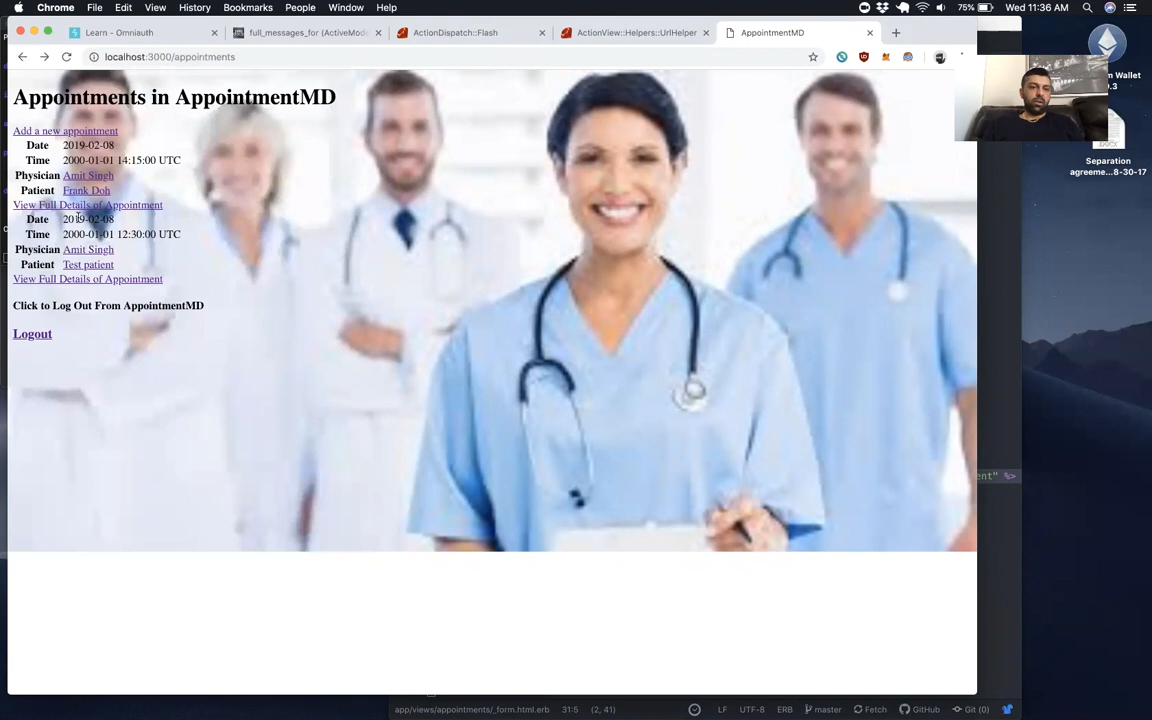 Chrome File Edit View History Bookmarks People Window Help 75% Wed 11:36 AM
Learn - Omniauth full_messages_for (ActiveMode ActionDispatch::Flash ActionView::Helpers::UrlHelper AppointmentMD
localhost:3000/appointments
Appointments in AppointmentMD
Add a new appointment
Date 2019-02-08
Time 2000-01-01 14:15:00 UTC
Physician Amit Singh
Patient Frank Doh
View Full Details of Appointment
Date 2019-02-08
Time 2000-01-01 12:30:00 UTC
Physician Amit Singh
Patient Test patient
View Full Details of Appointment
Click to Log Out From AppointmentMD
Logout
Wallet
Separation
agreeme...8-30-17
ent" %>
app/views/appointments/_form.html.erb 31:5 (2, 41) LF UTF-8 ERB master Fetch GitHub Git (0)